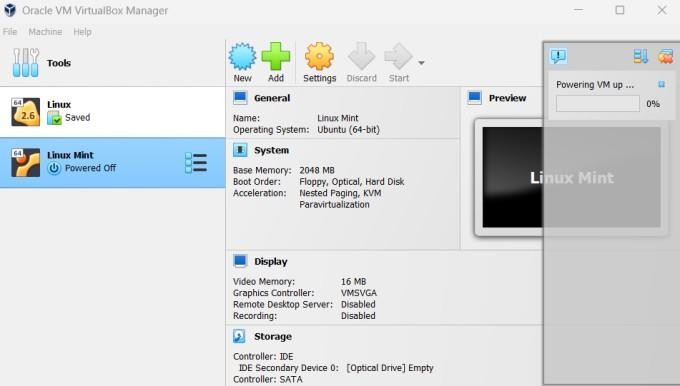 Oracle VM VirtualBox Manager
File Machine Help
Tools
64
2.6
Linux
Saved
64
Linux Mint
Powered Off
New Add Settings Discard Start
General
Name: Linux Mint
Operating System: Ubuntu (64-bit)
System
Base Memory: 2048 MB
Boot Order: Floppy, Optical, Hard Disk
Acceleration: Nested Paging, KVM
Paravirtualization
Preview
Linux Mint
Display
Video Memory: 16 MB
Graphics Controller: VMSVGA
Remote Desktop Server: Disabled
Recording: Disabled
Storage
Controller: IDE
IDE Secondary Device 0: [Optical Drive] Empty
Controller: SATA
Powering VM up ...
0%